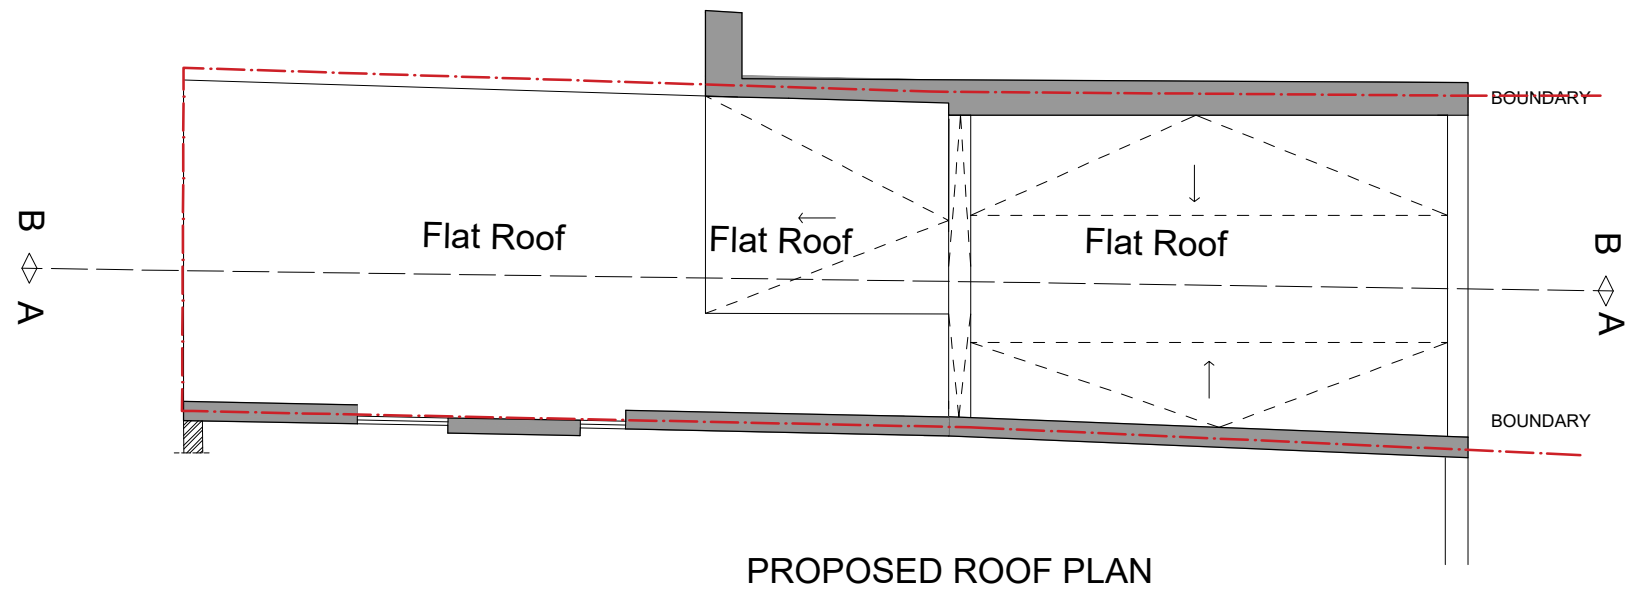 BOUNDARY
B
A
Flat Roof
Flat Roof
Flat Roof
B
A
BOUNDARY
PROPOSED ROOF PLAN